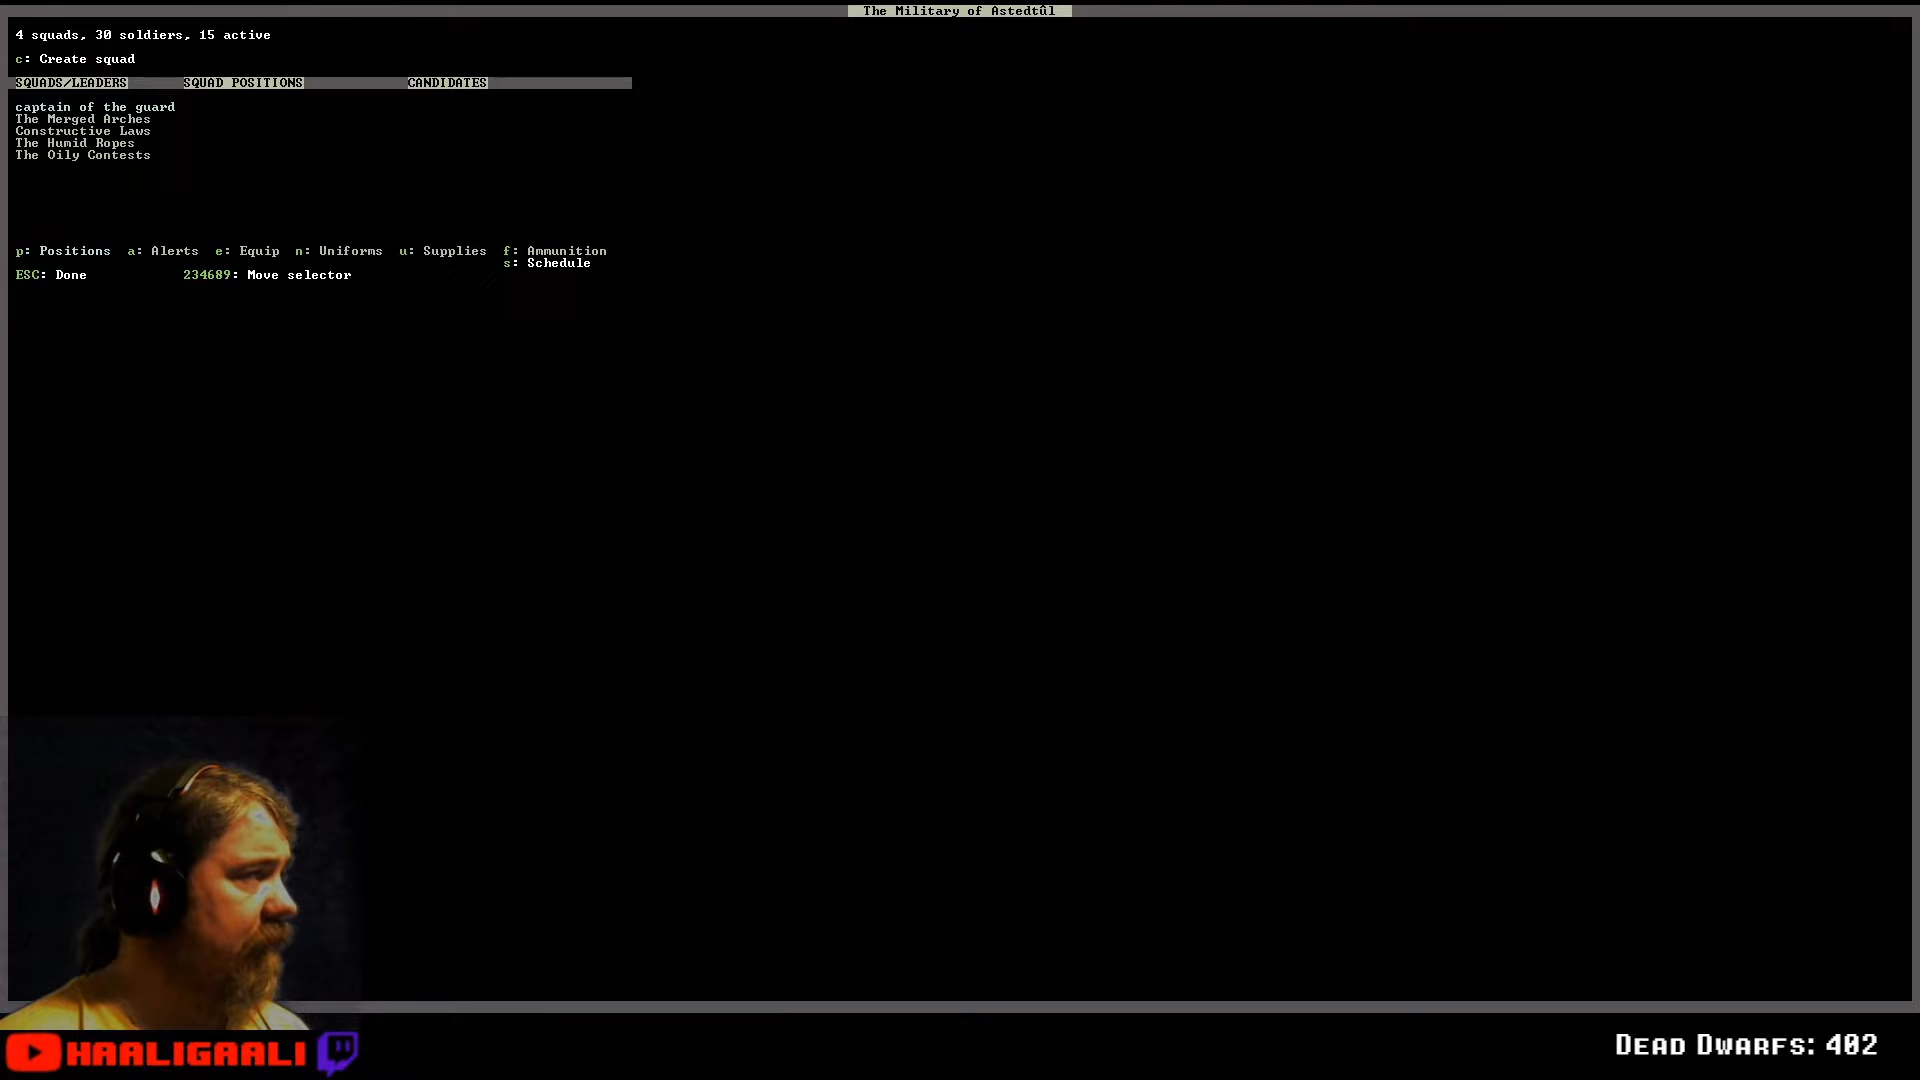 The Military of Astedtûl
4 squads, 30 soldiers, 15 active
c: Create squad
SQUADS/LEADERS SQUAD POSITIONS CANDIDATES
captain of the guard
The Merged Arches
Constructive Laws
The Humid Ropes
The Oily Contests
p: Positions a: Alerts e: Equip n: Uniforms u: Supplies f: Ammunition
s: Schedule
ESC: Done 234689: Move selector
HAALIGAALI
DEAD DWARFS: 402